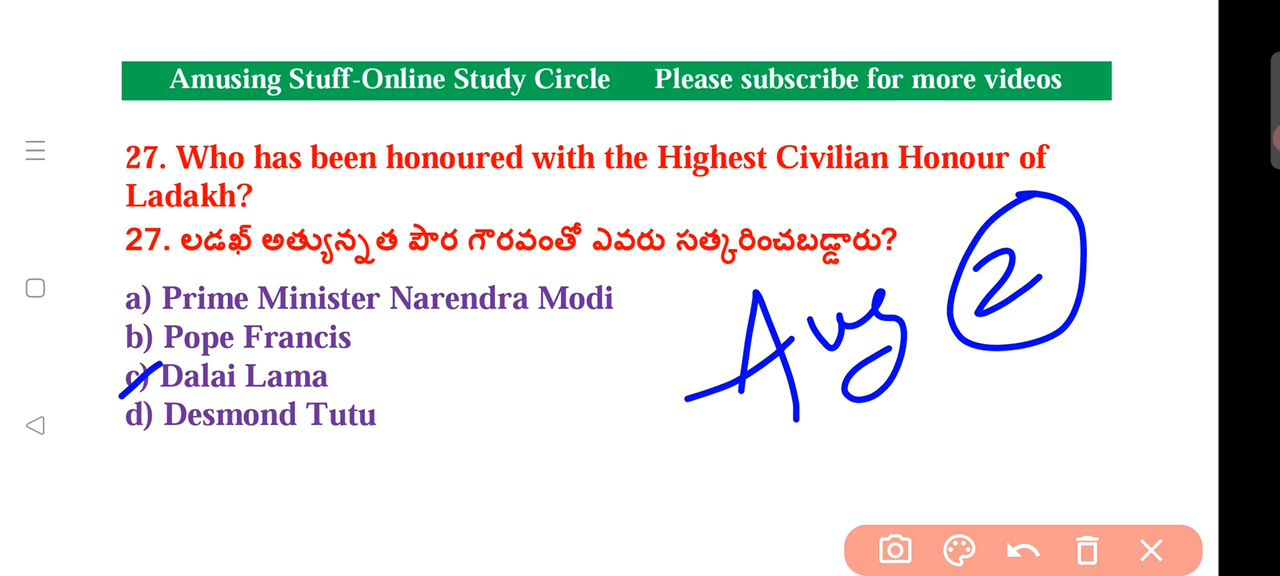 Amusing Stuff-Online Study Circle Please subscribe for more videos
27. Who has been honoured with the Highest Civilian Honour of
Ladakh?
27. లడఖ్ అత్యున్నత పౌర గౌరవంతో ఎవరు సత్కరించబడ్డారు?
a) Prime Minister Narendra Modi
b) Pope Francis
c) Dalai Lama
d) Desmond Tutu
Aug 2